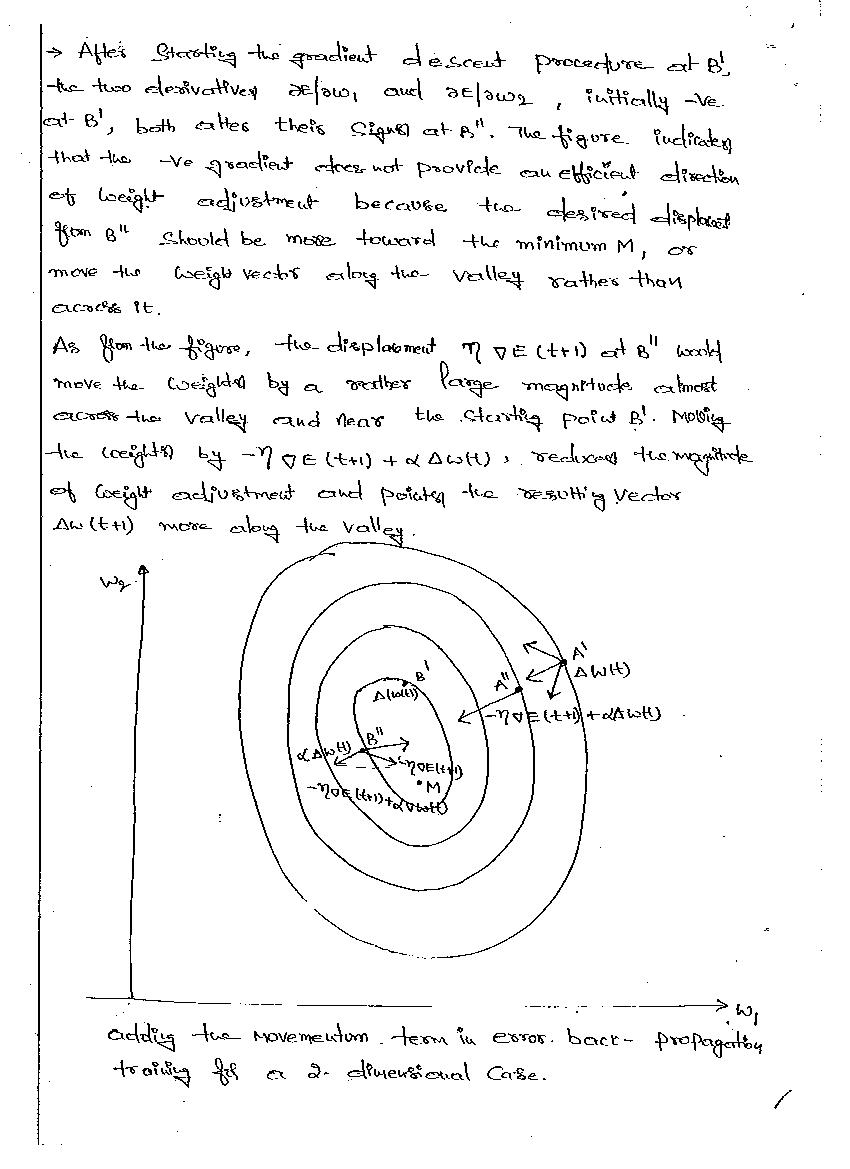 → After starting the gradient descent procedure at B',
the two derivatives ∂E/∂w₁ and ∂E/∂w₂, initially -ve
at B', both alter their signs at B". The figure indicates
that the -ve gradient does not provide an efficient direction
of weight adjustment because the desired displacet
from B" should be more toward the minimum M, or
move the weight vector along the valley rather than
across it.
As from the figure, the displacement η ∇E (t+1) at B" would
move the weights by a rather large magnitude almost
across the valley and near the starting point B'. Moving
the weights by -η ∇E (t+1) + α Δw(t), reduces the magnitude
of weight adjustment and points the resulting vector
Δw (t+1) more along the valley.
W₂
A'
ΔW(t)
B'
A"
Δ(w(t))
-η∇E(t+1)+αΔw(t)
B"
αΔW(t)
-η∇E(t+1)
M
-η∇E(t+1)+α∇w(t)
W₁
adding the Movementum term in error back- propagation
training for a 2- dimensional Case.